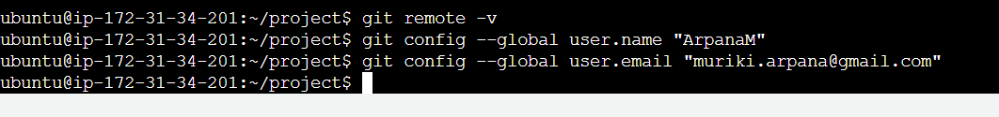 ubuntu@ip-172-31-34-201:~/project$ git remote -v
ubuntu@ip-172-31-34-201:~/project$ git config --global user.name "ArpanaM"
ubuntu@ip-172-31-34-201:~/project$ git config --global user.email "muriki.arpana@gmail.com"
ubuntu@ip-172-31-34-201:~/project$